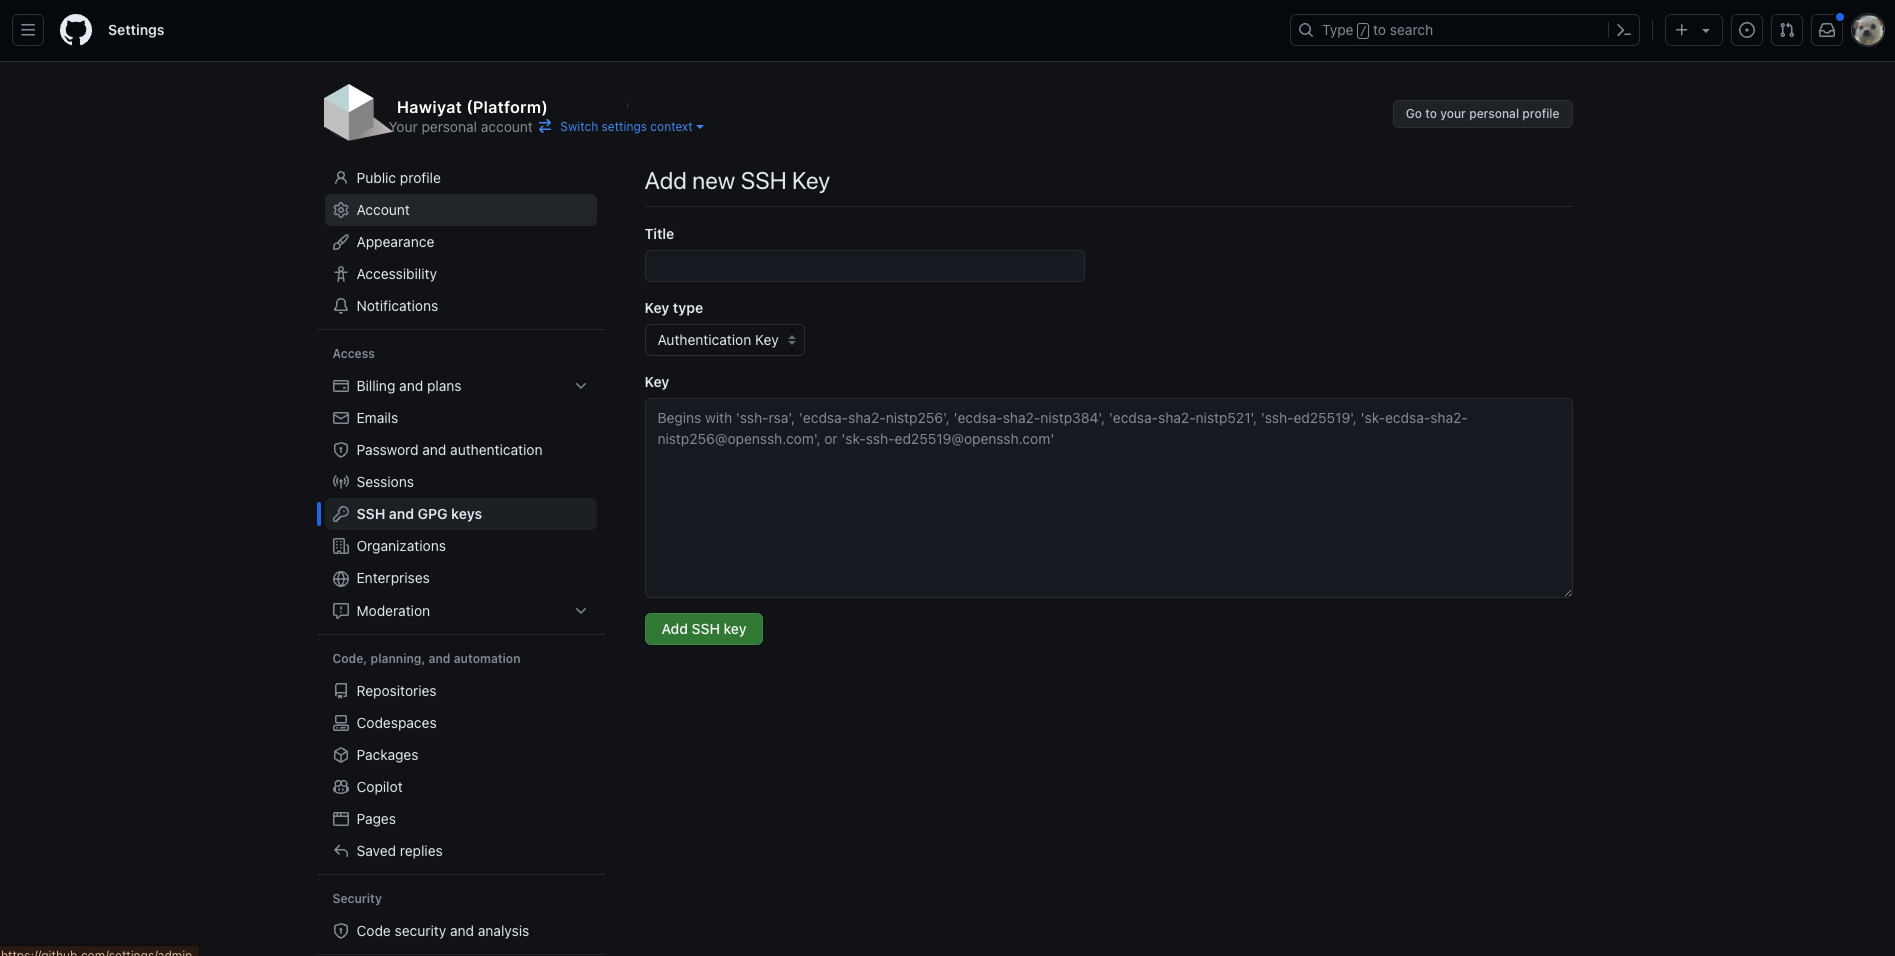 Settings
Type / to search
Hawiyat (Platform)
Your personal account
Switch settings context
Go to your personal profile
Public profile
Account
Appearance
Accessibility
Notifications
Access
Billing and plans
Emails
Password and authentication
Sessions
SSH and GPG keys
Organizations
Enterprises
Moderation
Code, planning, and automation
Repositories
Codespaces
Packages
Copilot
Pages
Saved replies
Security
Code security and analysis
Add new SSH Key
Title
Key type
Authentication Key
Key
Begins with 'ssh-rsa', 'ecdsa-sha2-nistp256', 'ecdsa-sha2-nistp384', 'ecdsa-sha2-nistp521', 'ssh-ed25519', 'sk-ecdsa-sha2-
nistp256@openssh.com', or 'sk-ssh-ed25519@openssh.com'
Add SSH key
https://github.com/settings/admin